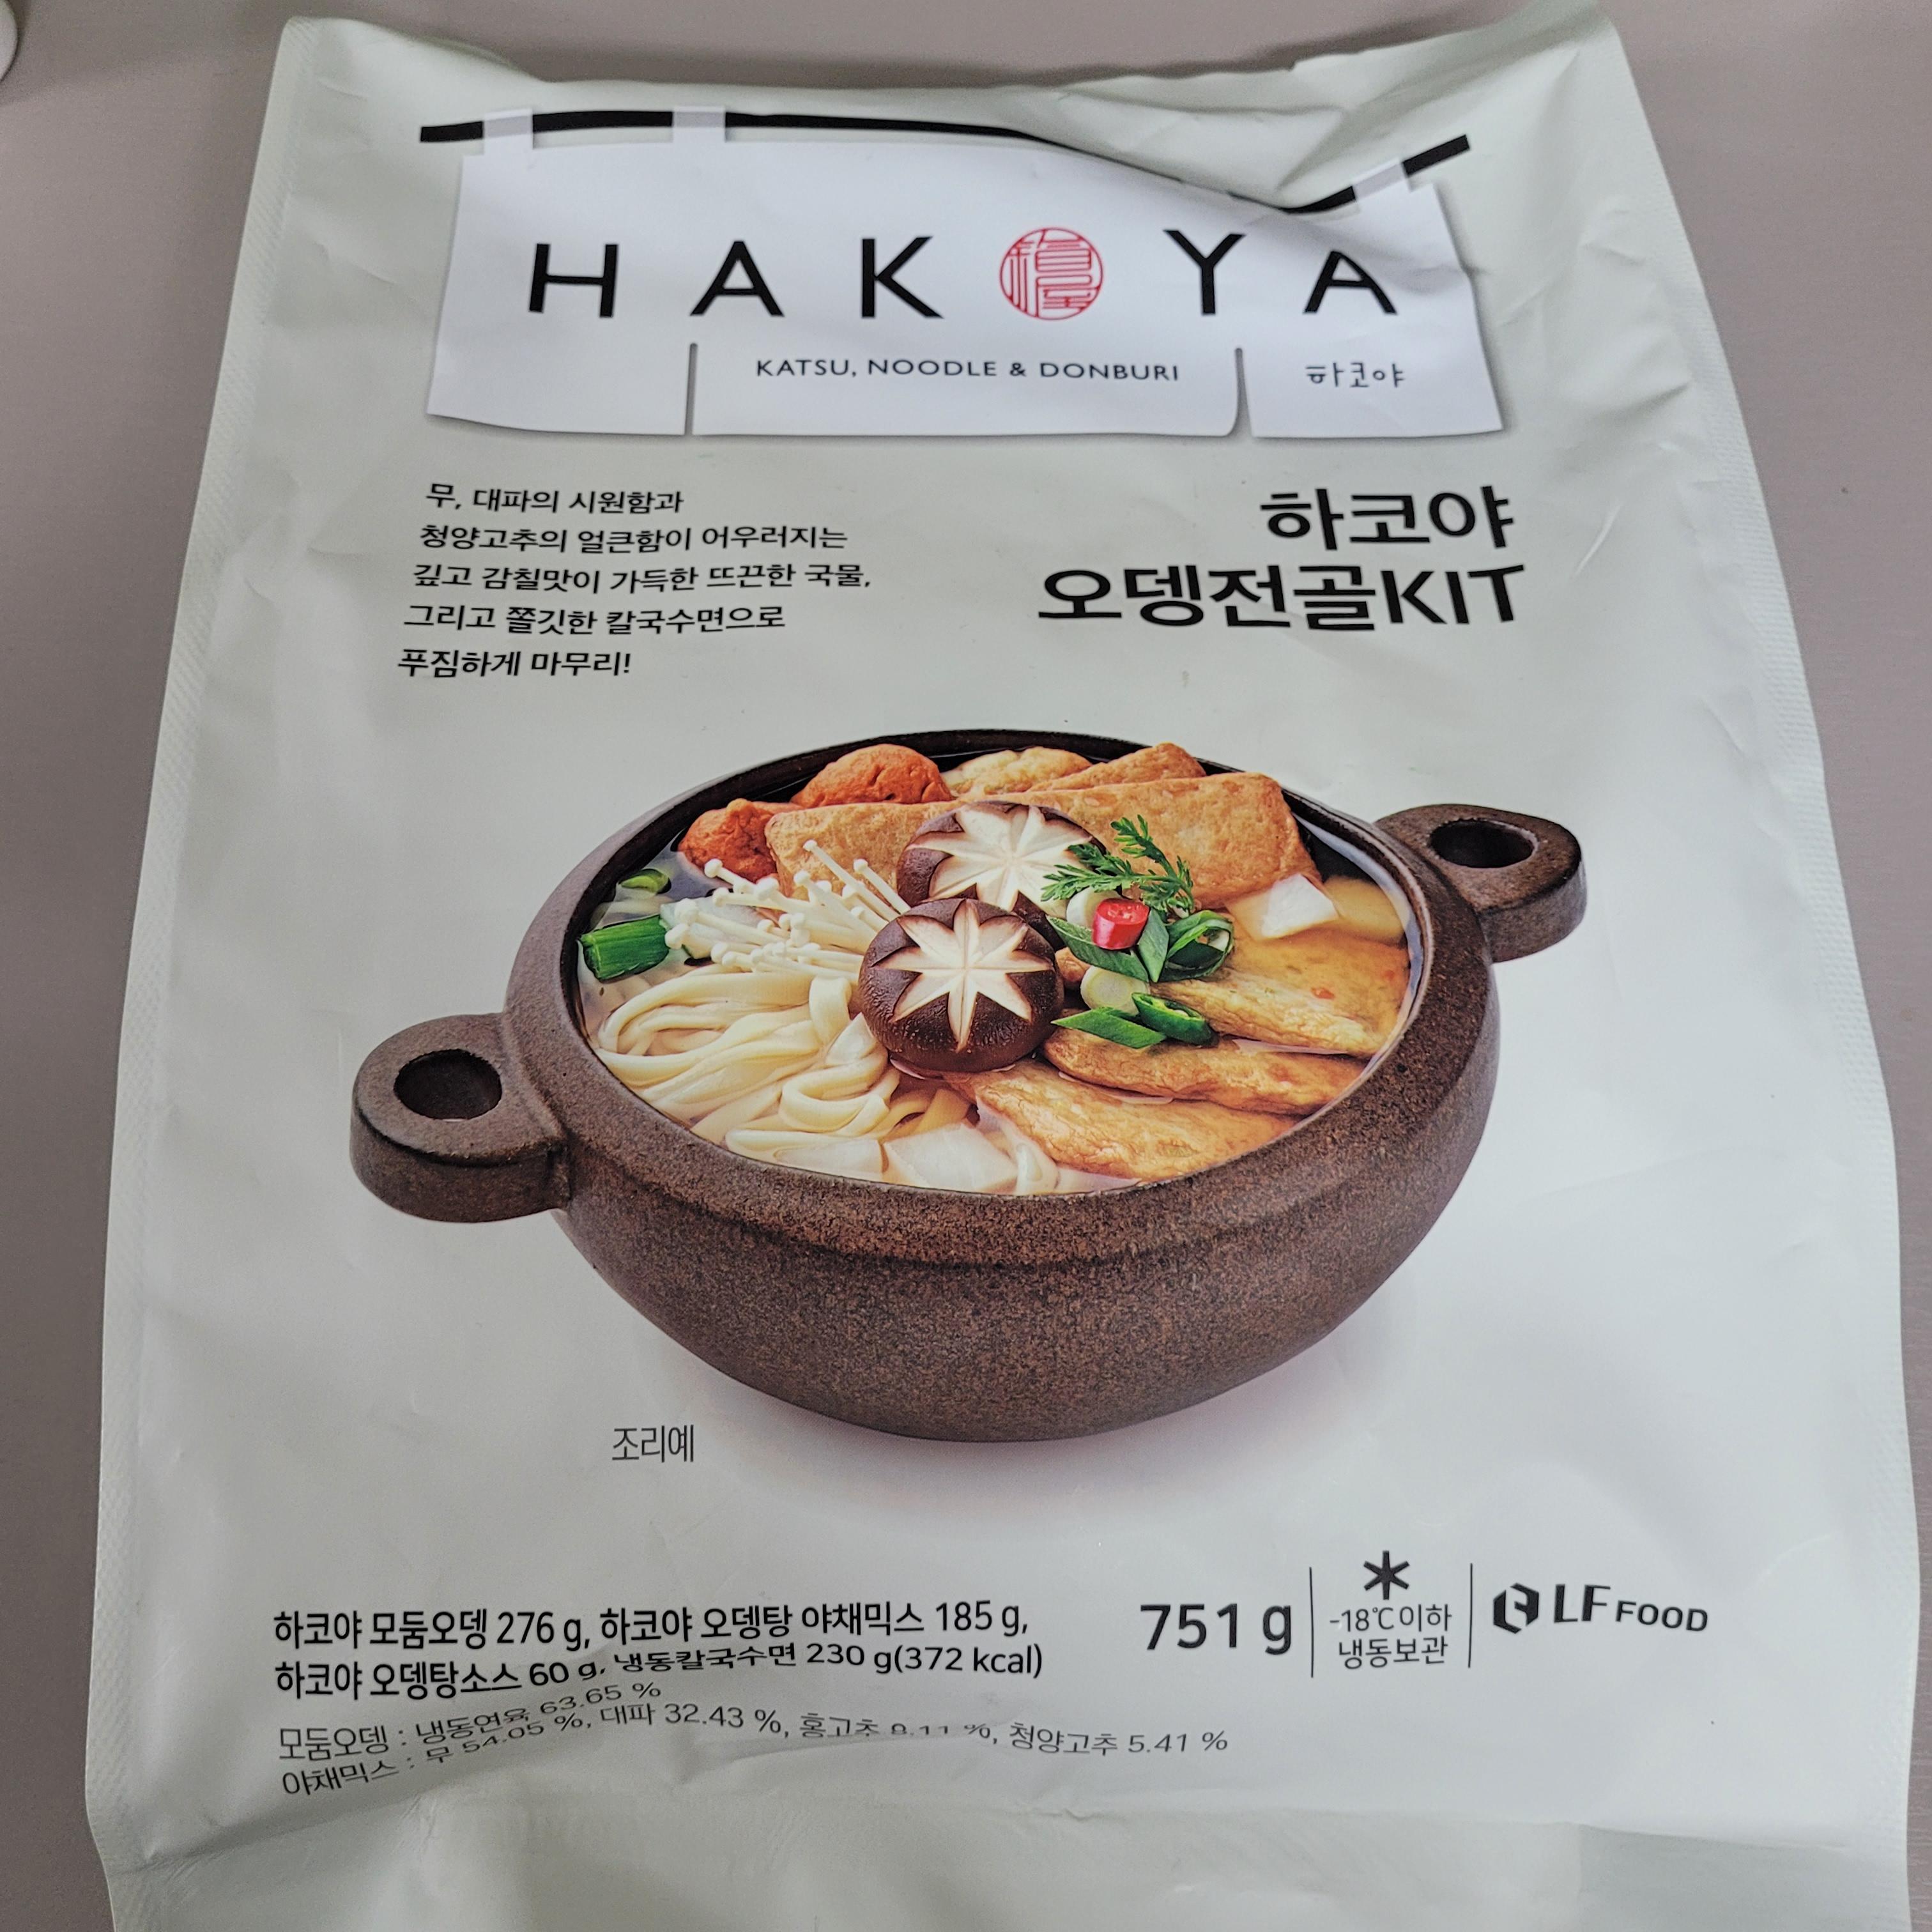 HAKOYA
KATSU, NOODLE & DONBURI
하코야
무, 대파의 시원함과
청양고추의 얼큰함이 어우러지는
깊고 감칠맛이 가득한 뜨끈한 국물,
그리고 쫄깃한 칼국수면으로
푸짐하게 마무리!
하코야
오뎅전골KIT
조리예
하코야 모둠오뎅 276 g, 하코야 오뎅탕 야채믹스 185 g,
하코야 오뎅탕소스 60 g, 냉동칼국수면 230 g(372 kcal)
모둠오뎅 : 냉동연육 63.65 %
야채믹스 : 무 54.05 %, 대파 32.43 %, 홍고추 8.11 %, 청양고추 5.41 %
751 g
-18℃이하
냉동보관
LF FOOD